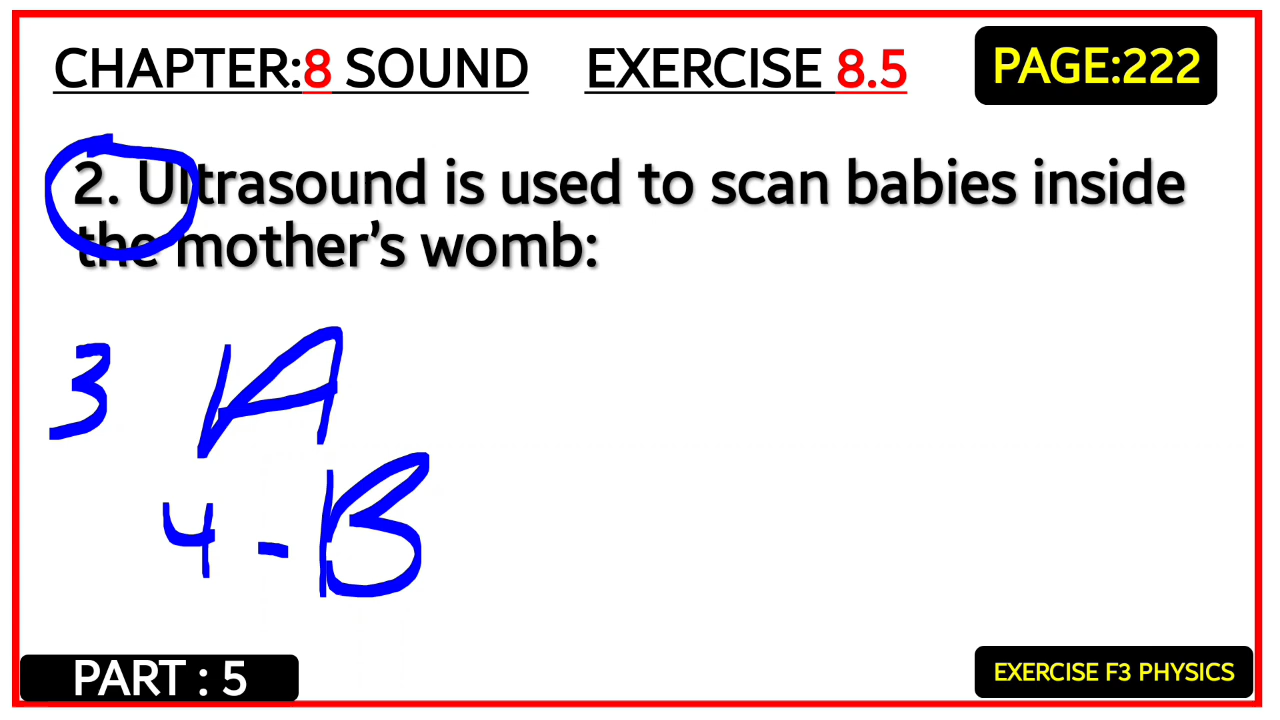 CHAPTER:8 SOUND EXERCISE 8.5 PAGE:222
2. Ultrasound is used to scan babies inside
the mother's womb:
3 A
4 - B
PART : 5
EXERCISE F3 PHYSICS